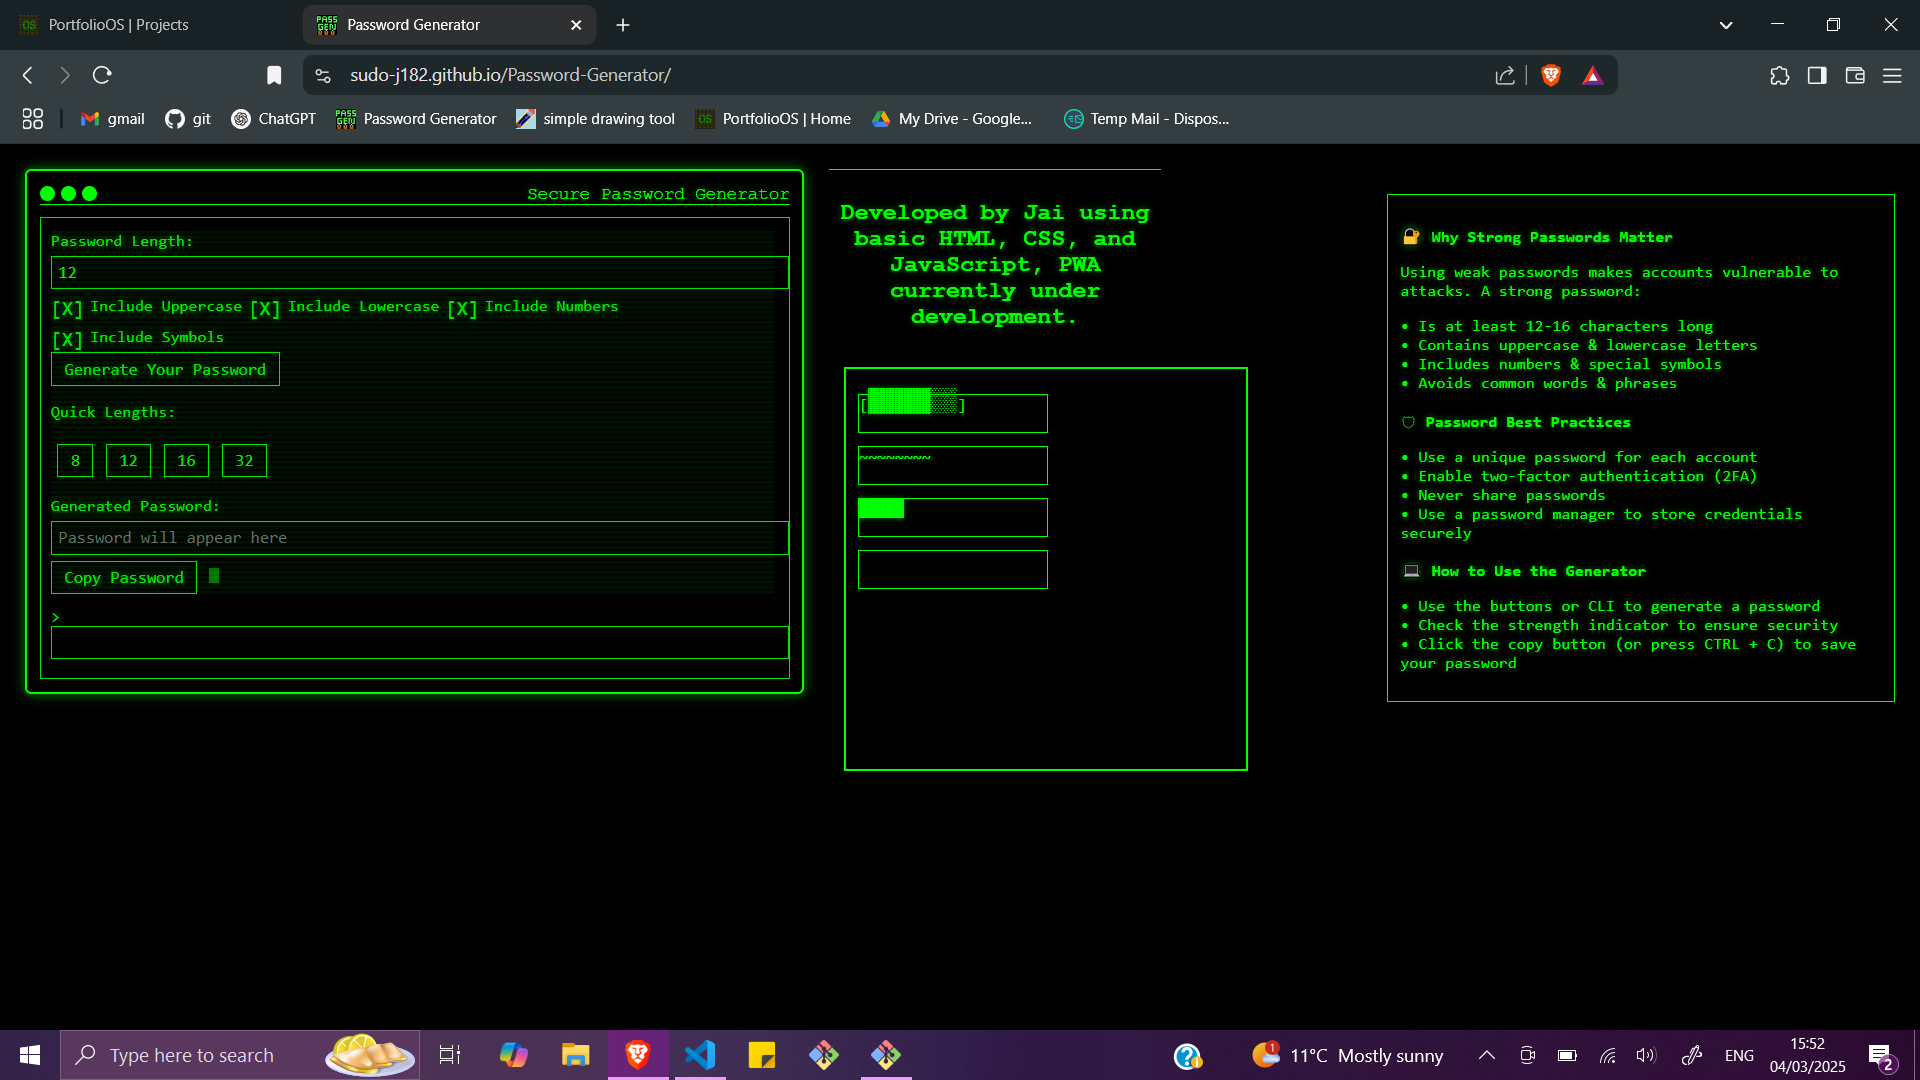 PortfolioOS | Projects
Password Generator
sudo-j182.github.io/Password-Generator/
gmail
git
ChatGPT
PASS GEN
Password Generator
simple drawing tool
OS
PortfolioOS | Home
My Drive - Google...
Temp Mail - Dispos...
Secure Password Generator
Password Length:
12
[X] Include Uppercase [X] Include Lowercase [X] Include Numbers
[X] Include Symbols
Generate Your Password
Quick Lengths:
8 12 16 32
Generated Password:
Password will appear here
Copy Password
>
Developed by Jai using
basic HTML, CSS, and
JavaScript, PWA
currently under
development.
[███████░░░]
~~~~~~~~
🔐 Why Strong Passwords Matter
Using weak passwords makes accounts vulnerable to
attacks. A strong password:
• Is at least 12-16 characters long
• Contains uppercase & lowercase letters
• Includes numbers & special symbols
• Avoids common words & phrases
🛡 Password Best Practices
• Use a unique password for each account
• Enable two-factor authentication (2FA)
• Never share passwords
• Use a password manager to store credentials
securely
💻 How to Use the Generator
• Use the buttons or CLI to generate a password
• Check the strength indicator to ensure security
• Click the copy button (or press CTRL + C) to save
your password
Type here to search
1
11°C Mostly sunny
ENG
15:52
04/03/2025
2